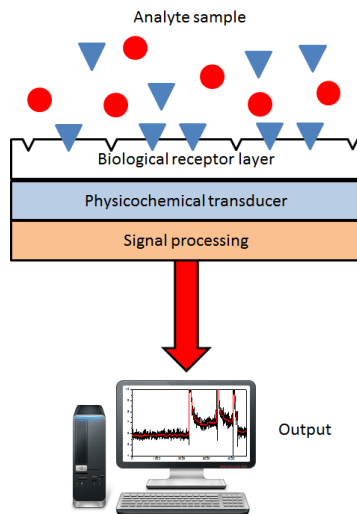 Analyte sample
Biological receptor layer
Physicochemical transducer
Signal processing
Output